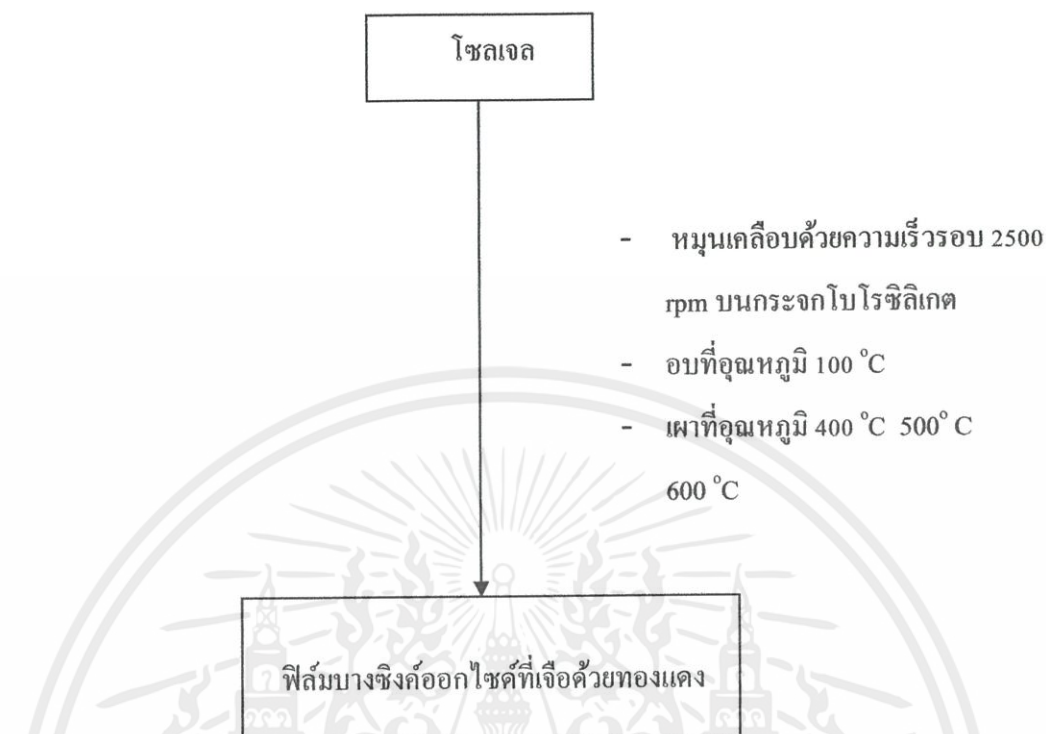 โซลเจล
- หมุนเคลือบด้วยความเร็วรอบ 2500
rpm บนกระจกโบโรซิลิเกต
- อบที่อุณหภูมิ 100 °C
- เผาที่อุณหภูมิ 400 °C 500° C
600 °C
ฟิล์มบางซิงค์ออกไซด์ที่เจือด้วยทองแดง